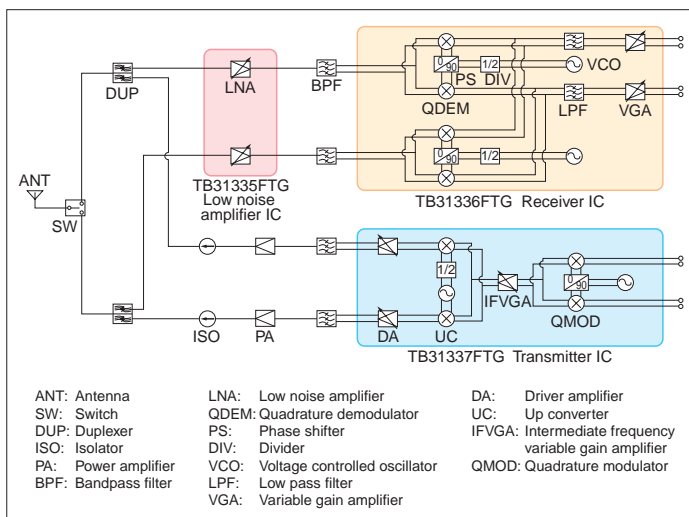 VCO
0
90
PS DIV
1/2
DUP
LNA
BPF
QDEM
LPF
VGA
0
90
1/2
ANT
SW
TB31335FTG
Low noise
amplifier IC
TB31336FTG Receiver IC
1/2
0
90
IFVGA
QMOD
ISO
PA
DA
UC
TB31337FTG Transmitter IC
ANT: Antenna
SW: Switch
DUP: Duplexer
ISO: Isolator
PA: Power amplifier
BPF: Bandpass filter
LNA: Low noise amplifier
QDEM: Quadrature demodulator
PS: Phase shifter
DIV: Divider
VCO: Voltage controlled oscillator
LPF: Low pass filter
VGA: Variable gain amplifier
DA: Driver amplifier
UC: Up converter
IFVGA: Intermediate frequency
variable gain amplifier
QMOD: Quadrature modulator